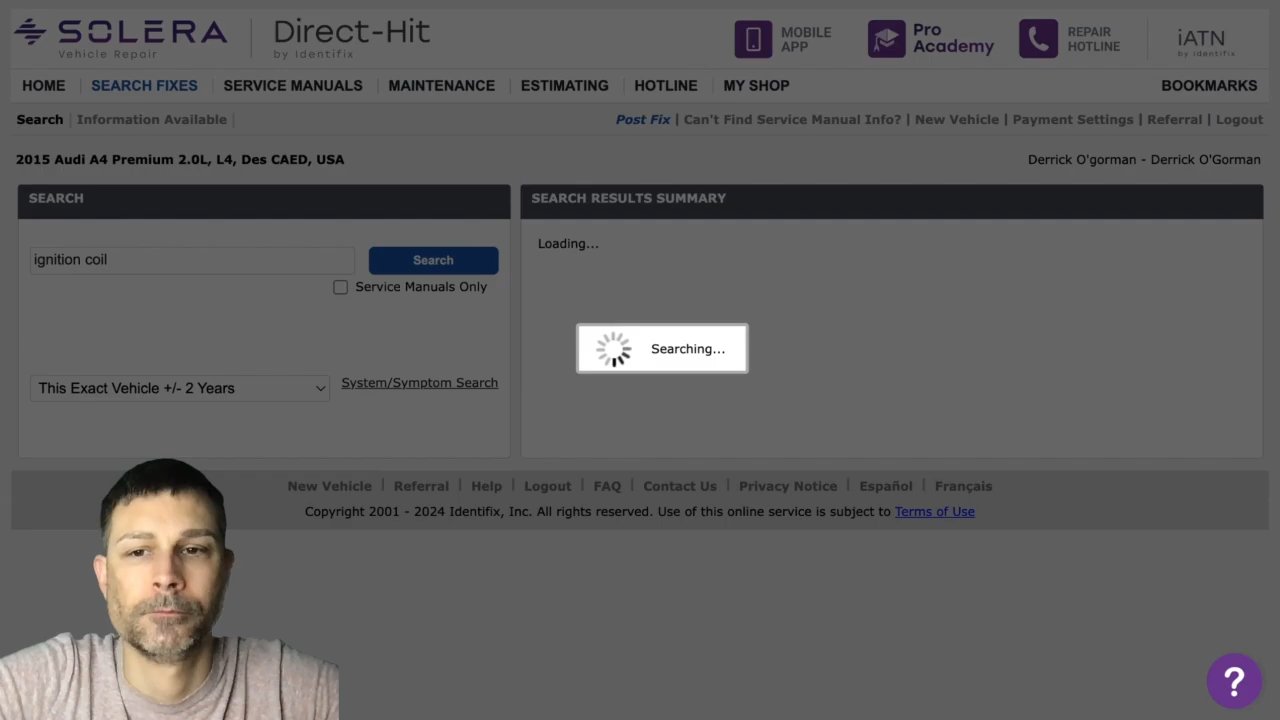 SOLERA
Vehicle Repair
Direct-Hit
by Identifix
MOBILE
APP
Pro
Academy
REPAIR
HOTLINE
iATN
by identifix
HOME SEARCH FIXES SERVICE MANUALS MAINTENANCE ESTIMATING HOTLINE MY SHOP BOOKMARKS
Search | Information Available | Post Fix | Can't Find Service Manual Info? | New Vehicle | Payment Settings | Referral | Logout
2015 Audi A4 Premium 2.0L, L4, Des CAED, USA
Derrick O'gorman - Derrick O'Gorman
SEARCH
ignition coil
Search
Service Manuals Only
This Exact Vehicle +/- 2 Years
System/Symptom Search
SEARCH RESULTS SUMMARY
Loading...
Searching...
New Vehicle | Referral | Help | Logout | FAQ | Contact Us | Privacy Notice | Español | Français
Copyright 2001 - 2024 Identifix, Inc. All rights reserved. Use of this online service is subject to Terms of Use
?